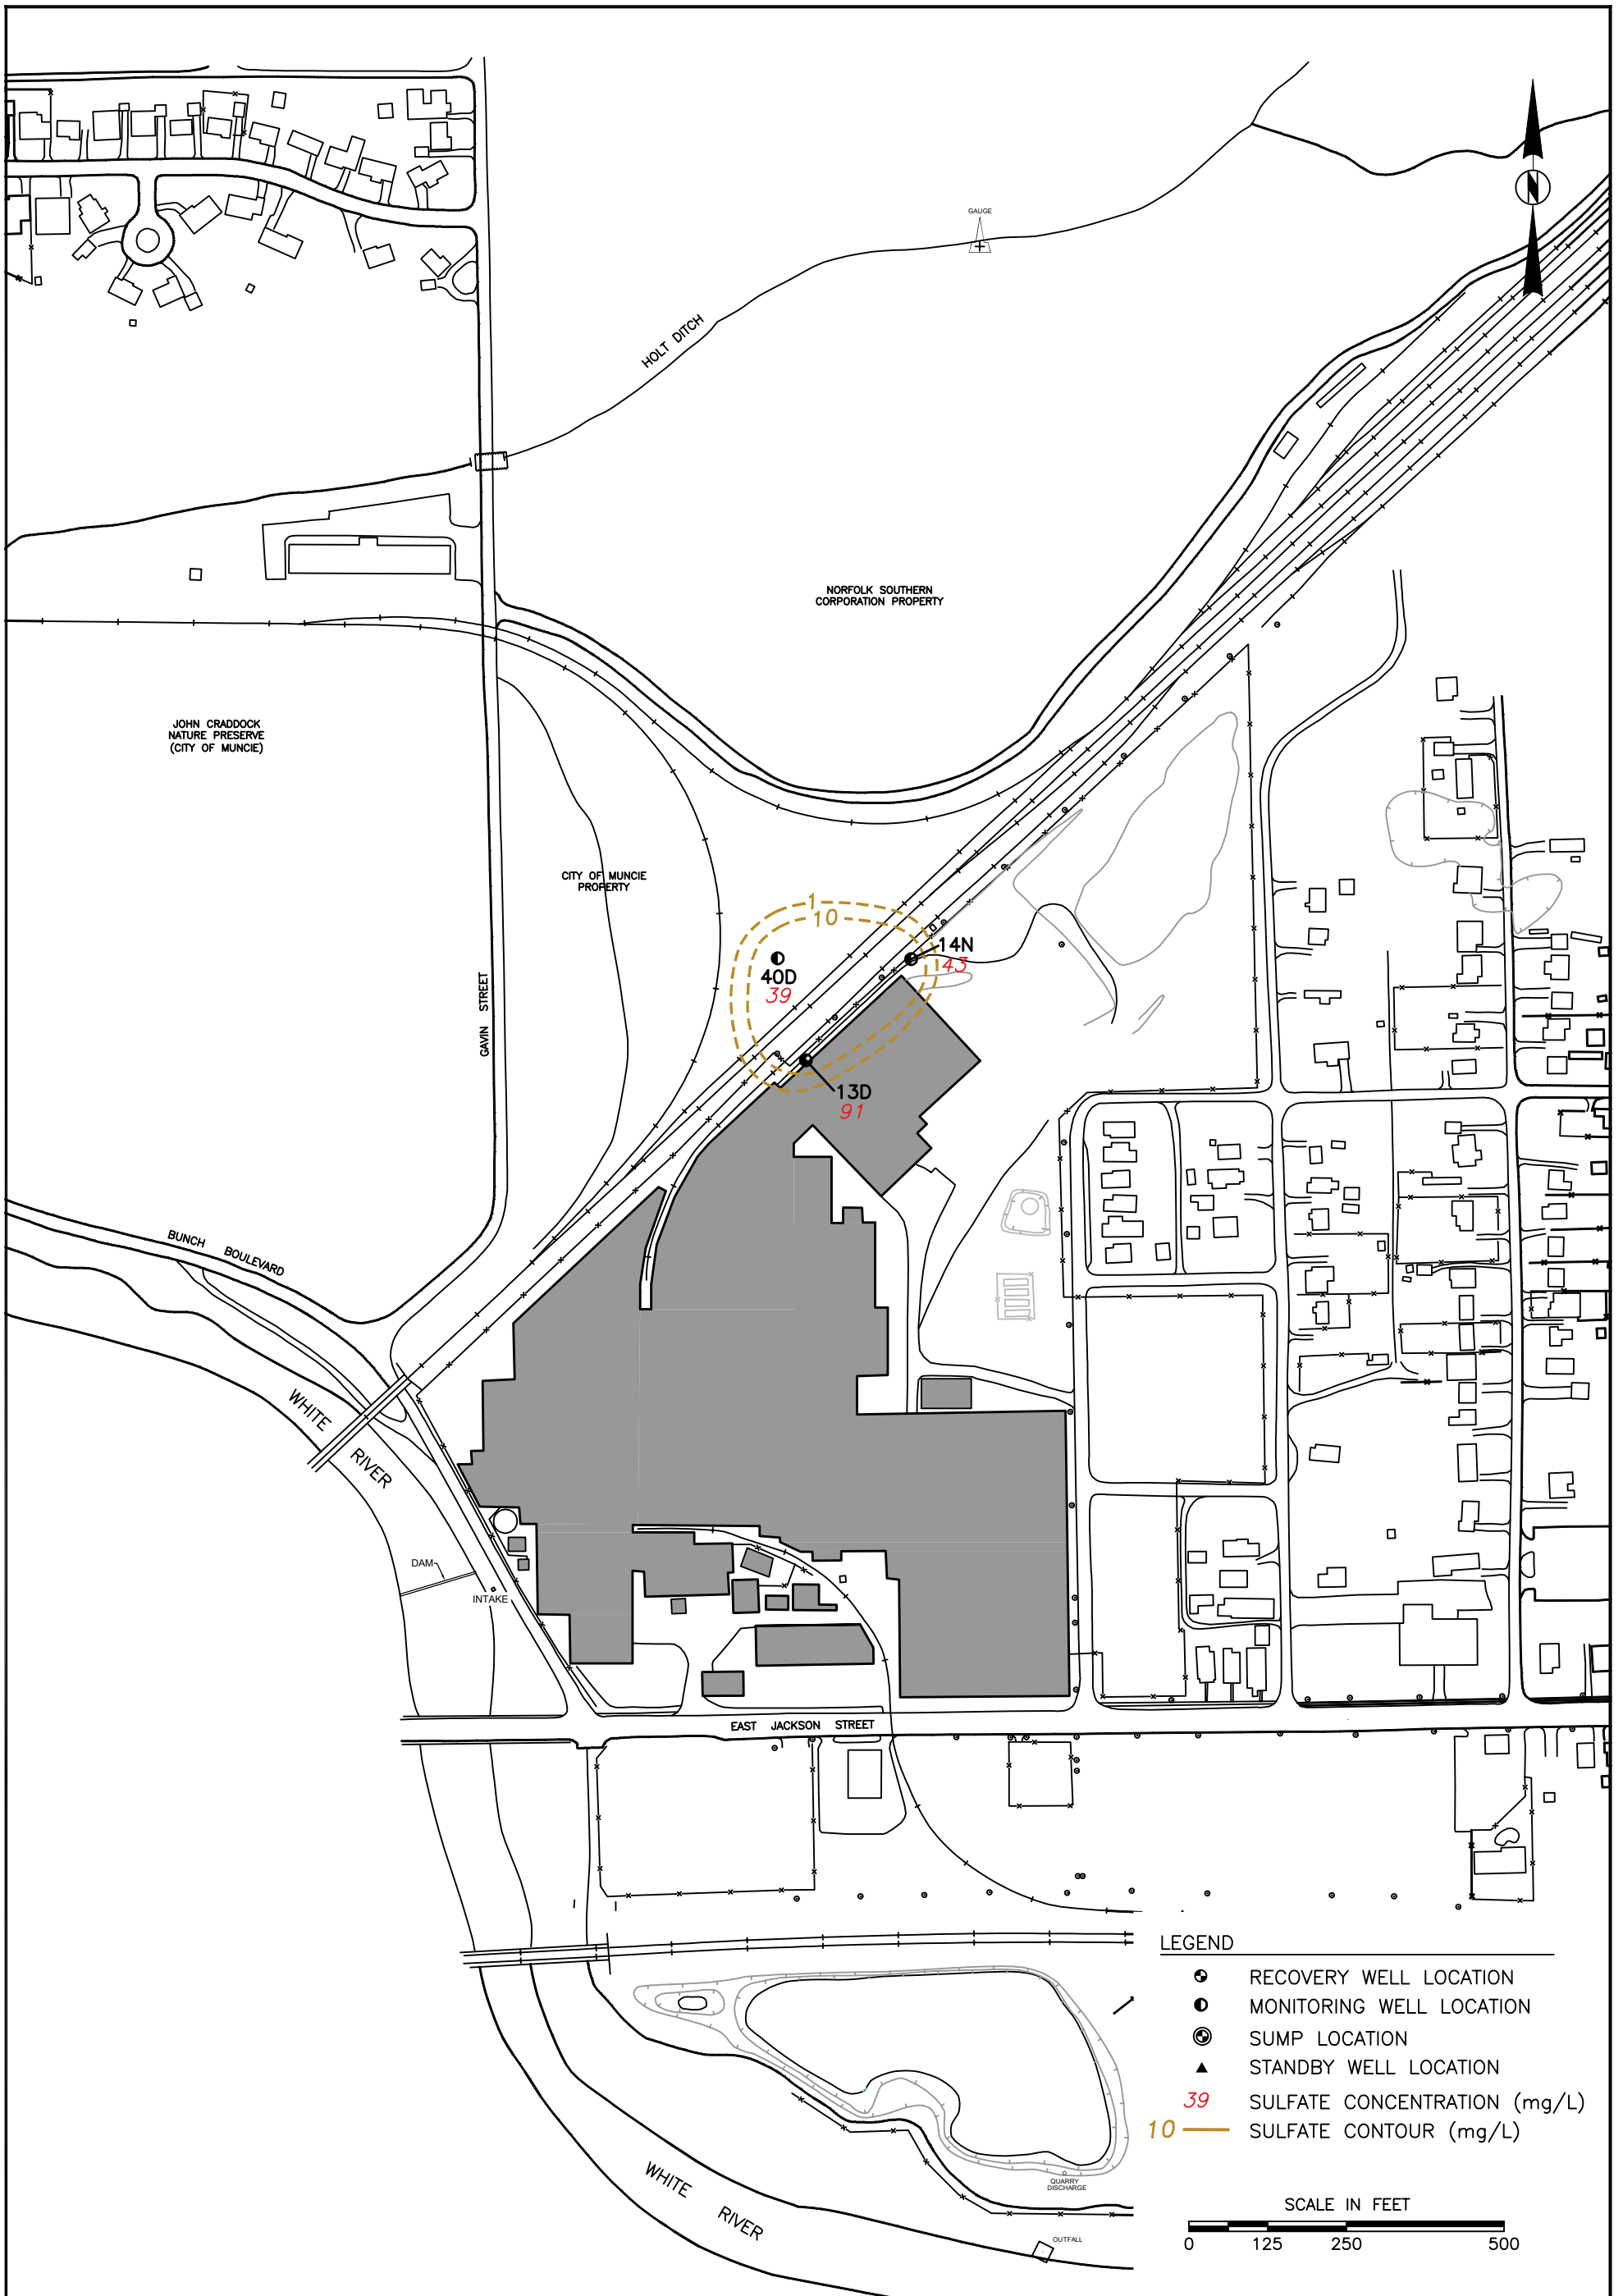 GAUGE
N
HOLT DITCH
NORFOLK SOUTHERN
CORPORATION PROPERTY
JOHN CRADDOCK
NATURE PRESERVE
(CITY OF MUNCIE)
CITY OF MUNCIE
PROPERTY
1
10
14N
43
40D
39
GAVIN STREET
13D
91
BUNCH BOULEVARD
WHITE RIVER
DAM
INTAKE
EAST JACKSON STREET
LEGEND
RECOVERY WELL LOCATION
MONITORING WELL LOCATION
SUMP LOCATION
STANDBY WELL LOCATION
39 SULFATE CONCENTRATION (mg/L)
10 SULFATE CONTOUR (mg/L)
QUARRY
DISCHARGE
WHITE RIVER
OUTFALL
SCALE IN FEET
0 125 250 500